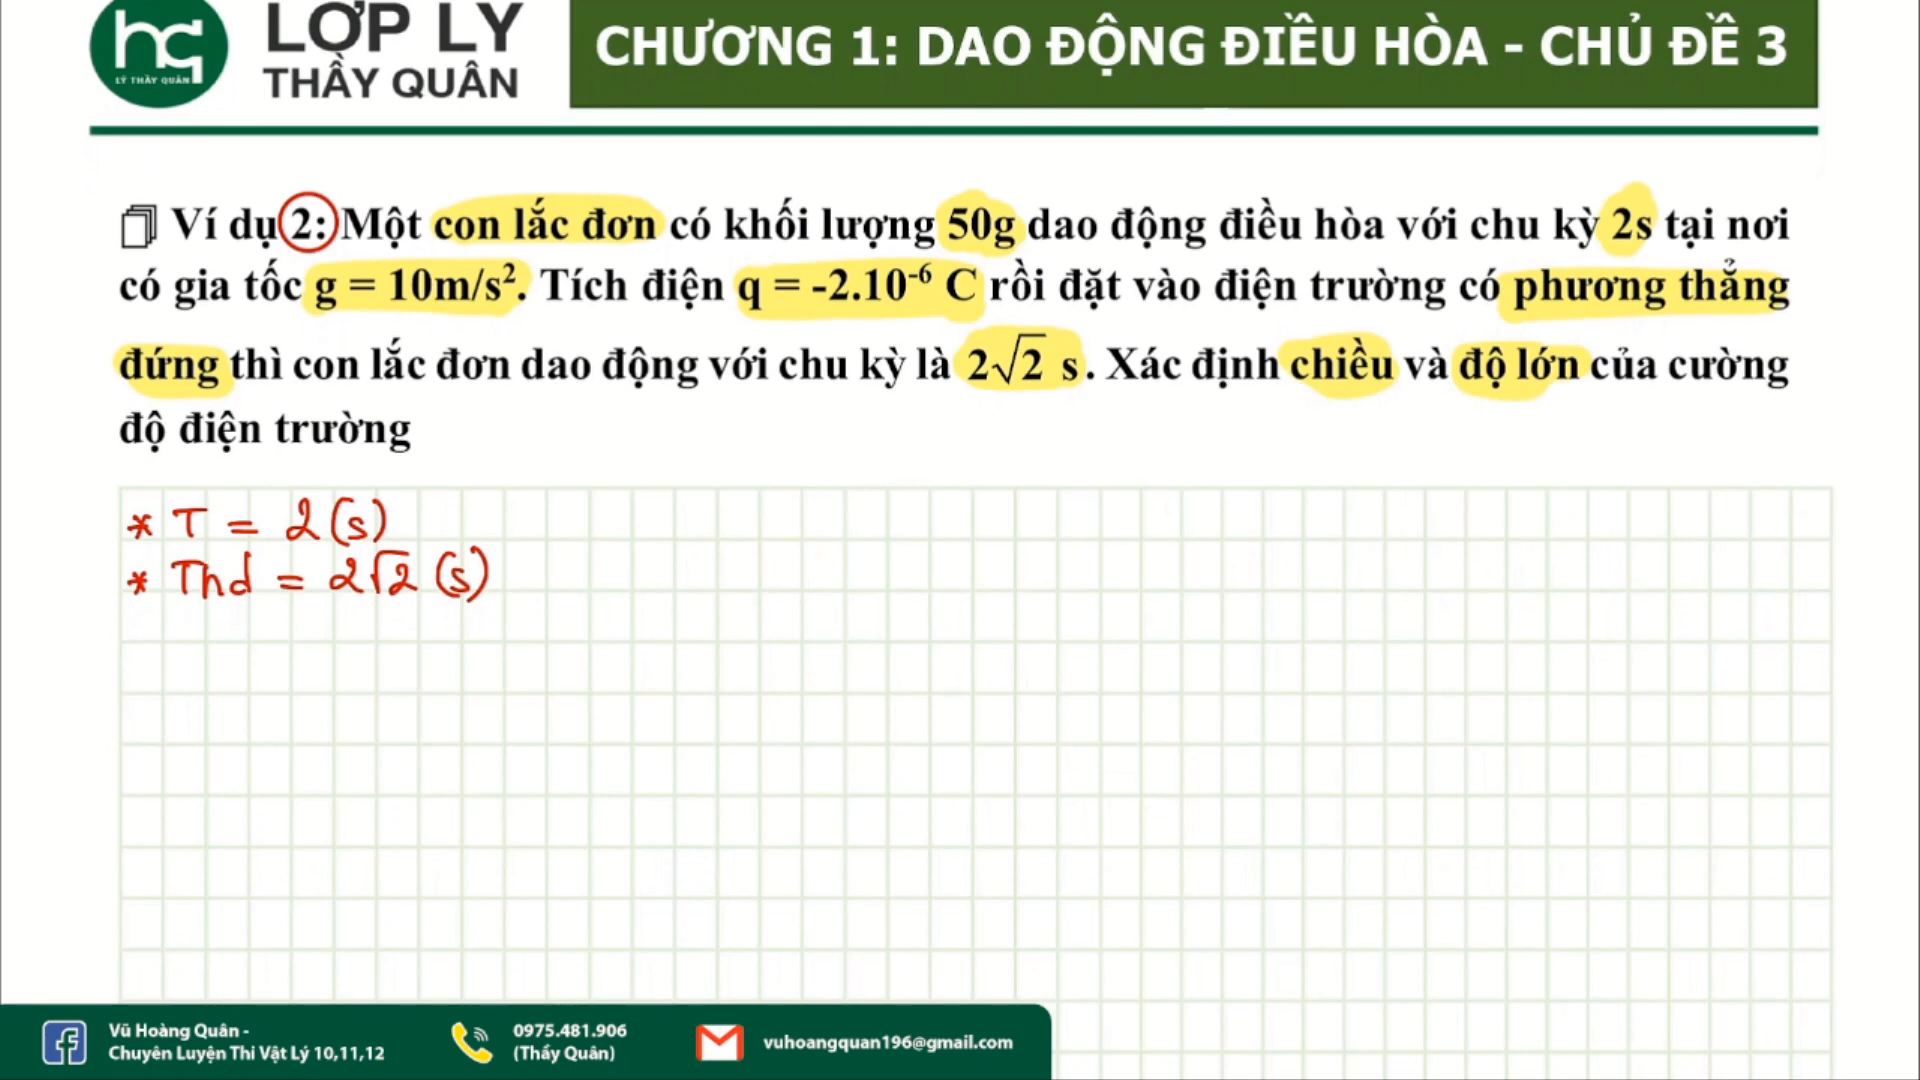 hq
LÝ THẦY QUÂN
LỚP LÝ
THẦY QUÂN
CHƯƠNG 1: DAO ĐỘNG ĐIỀU HÒA - CHỦ ĐỀ 3
Ví dụ 2: Một con lắc đơn có khối lượng 50g dao động điều hòa với chu kỳ 2s tại nơi
có gia tốc g = 10m/s². Tích điện q = -2.10⁻⁶ C rồi đặt vào điện trường có phương thẳng
đứng thì con lắc đơn dao động với chu kỳ là 2√2 s. Xác định chiều và độ lớn của cường
độ điện trường
* T = 2 (s)
* Thd = 2√2 (s)
Vũ Hoàng Quân -
Chuyên Luyện Thi Vật Lý 10,11,12
0975.481.906
(Thầy Quân)
vuhoangquan196@gmail.com